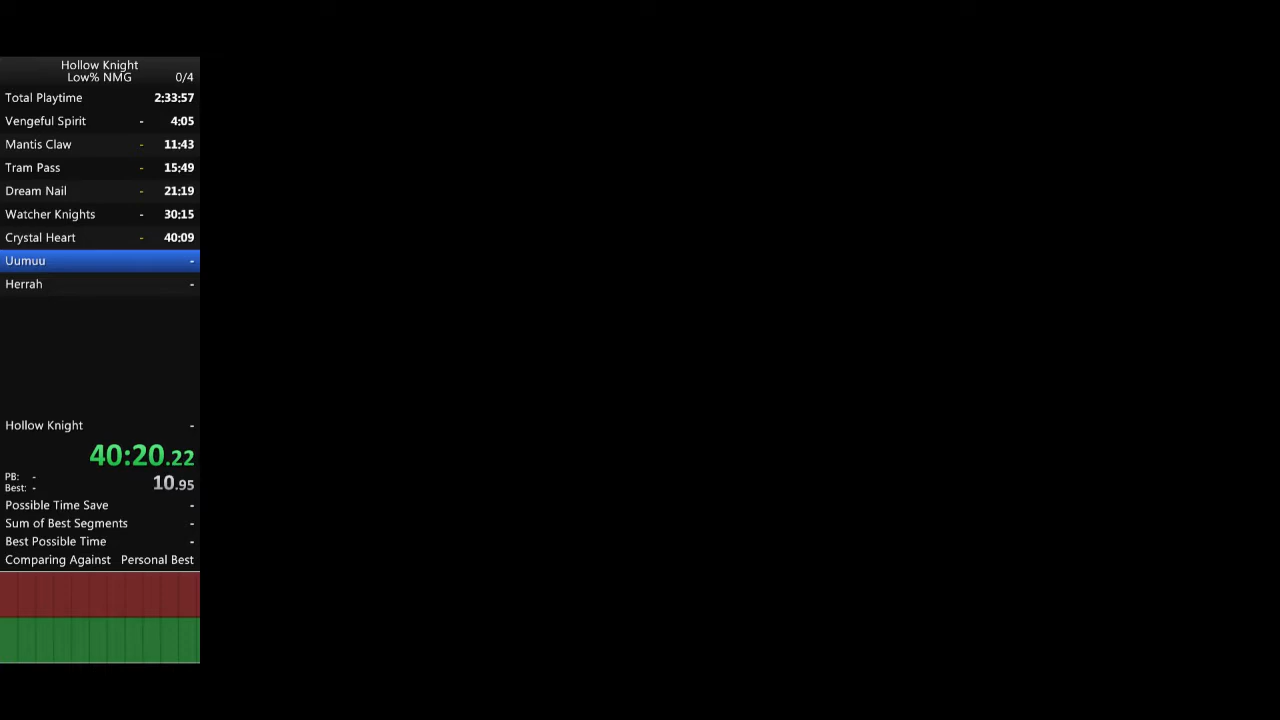 Hollow Knight
Low% NMG 0/4
Total Playtime 2:33:57
Vengeful Spirit - 4:05
Mantis Claw - 11:43
Tram Pass - 15:49
Dream Nail - 21:19
Watcher Knights - 30:15
Crystal Heart - 40:09
Uumuu -
Herrah -
Hollow Knight -
40:20.22
PB: -
Best: -
10.95
Possible Time Save -
Sum of Best Segments -
Best Possible Time -
Comparing Against Personal Best